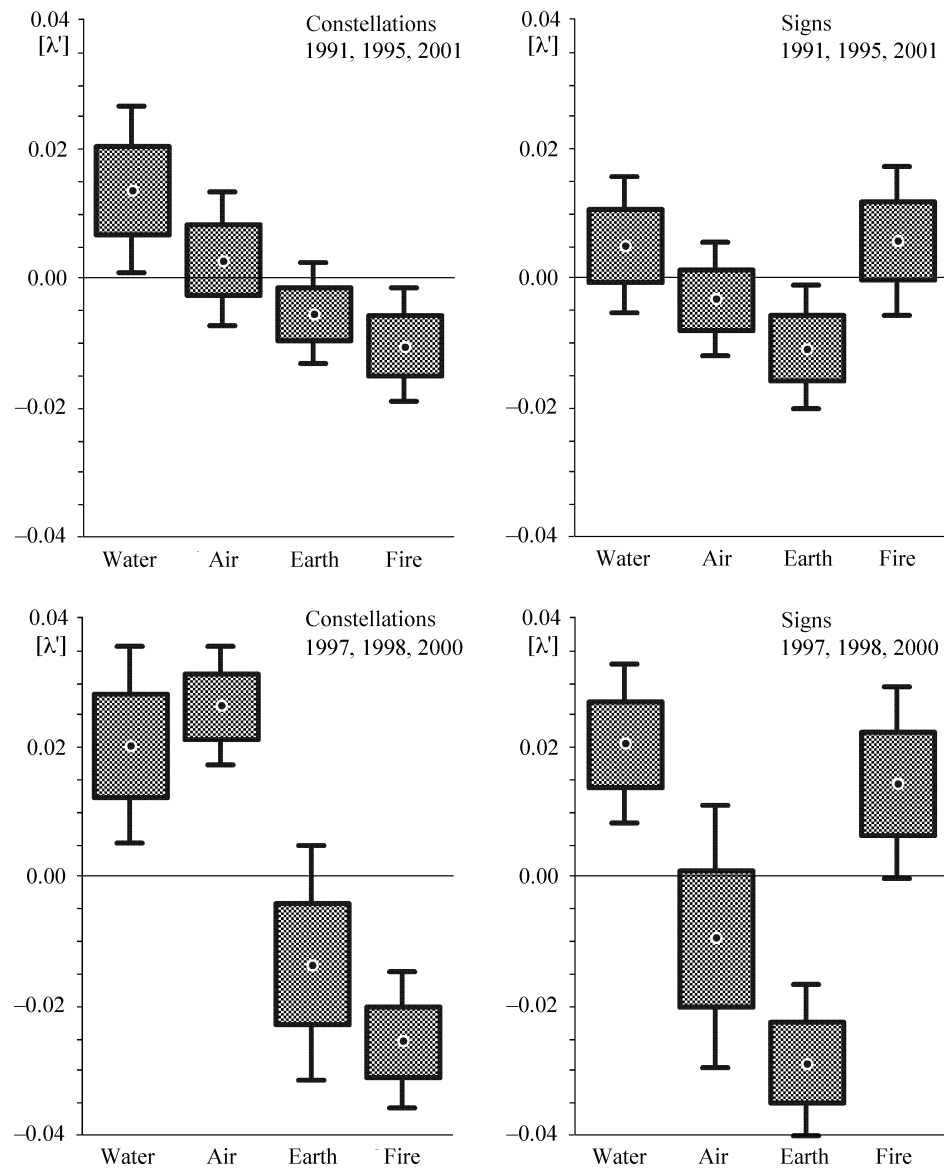 0.04
[λ']
0.02
0.00
–0.02
–0.04
Constellations
1991, 1995, 2001
Water Air Earth Fire
0.04
[λ']
0.02
0.00
–0.02
–0.04
Signs
1991, 1995, 2001
Water Air Earth Fire
0.04
[λ']
0.02
0.00
–0.02
–0.04
Constellations
1997, 1998, 2000
Water Air Earth Fire
0.04
[λ']
0.02
0.00
–0.02
–0.04
Signs
1997, 1998, 2000
Water Air Earth Fire